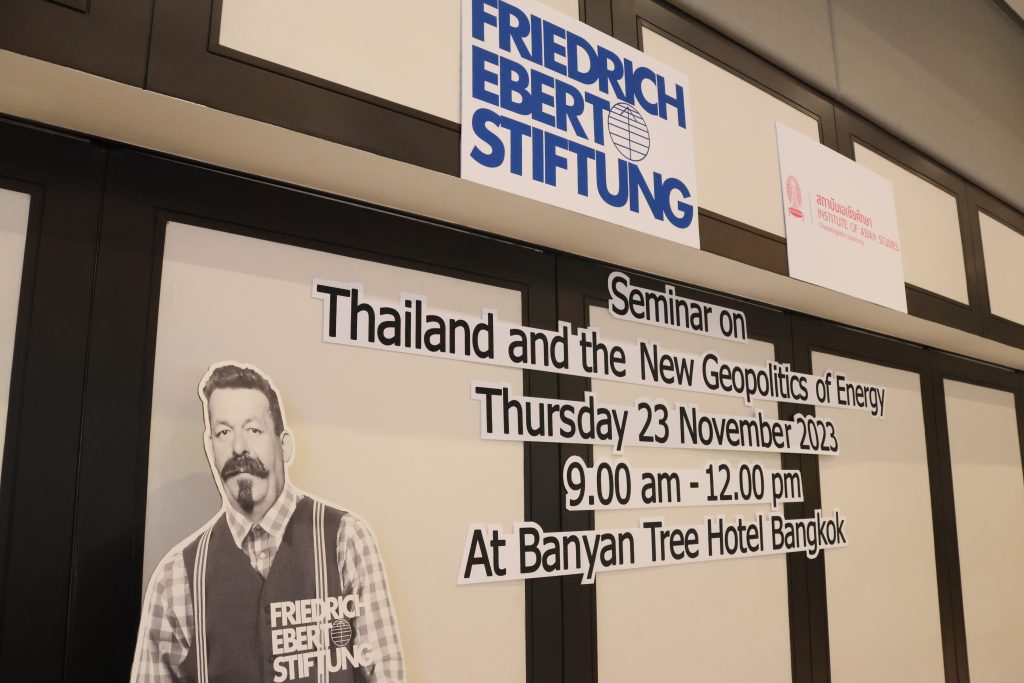 FRIEDRICH
EBERT
STIFTUNG
สถาบันเอเชียศึกษา
INSTITUTE OF ASIAN STUDIES
Chulalongkorn University
Seminar on
Thailand and the New Geopolitics of Energy
Thursday 23 November 2023
9.00 am - 12.00 pm
At Banyan Tree Hotel Bangkok
FRIEDRICH
EBERT
STIFTUNG